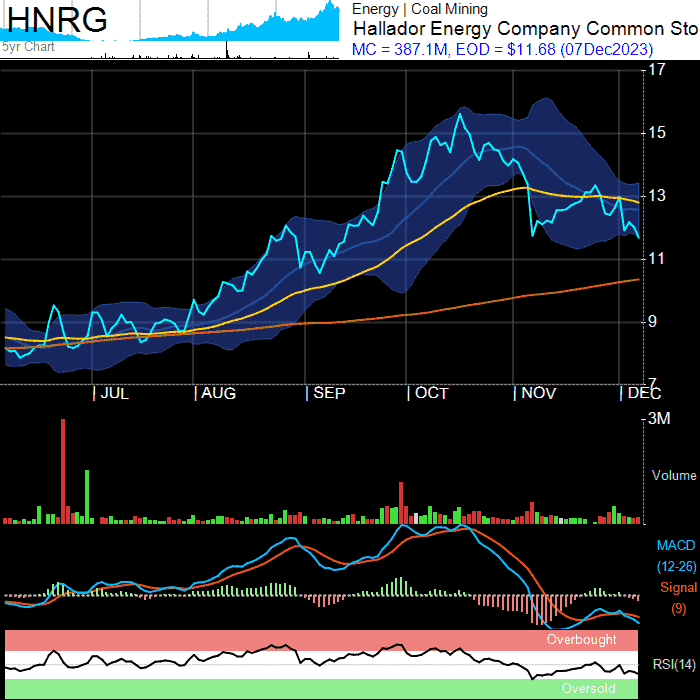 HNRG
5yr Chart
Energy | Coal Mining
Hallador Energy Company Common Sto
MC = 387.1M, EOD = $11.68 (07Dec2023)
17
15
13
11
9
7
| JUL | AUG | SEP | OCT | NOV | DEC
3M
Volume
MACD
(12-26)
Signal
(9)
Overbought
RSI(14)
Oversold